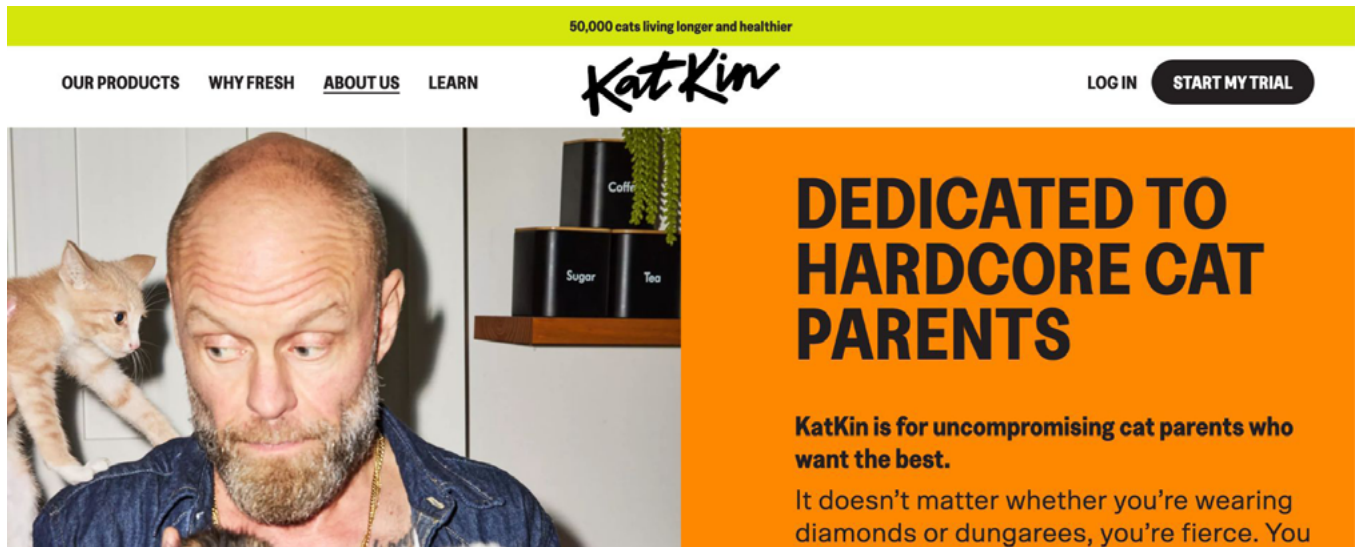 50,000 cats living longer and healthier
OUR PRODUCTS WHY FRESH ABOUT US LEARN
KatKin
LOG IN START MY TRIAL
Coffe
Sugar Tea
DEDICATED TO
HARDCORE CAT
PARENTS
KatKin is for uncompromising cat parents who
want the best.
It doesn’t matter whether you’re wearing
diamonds or dungarees, you’re fierce. You